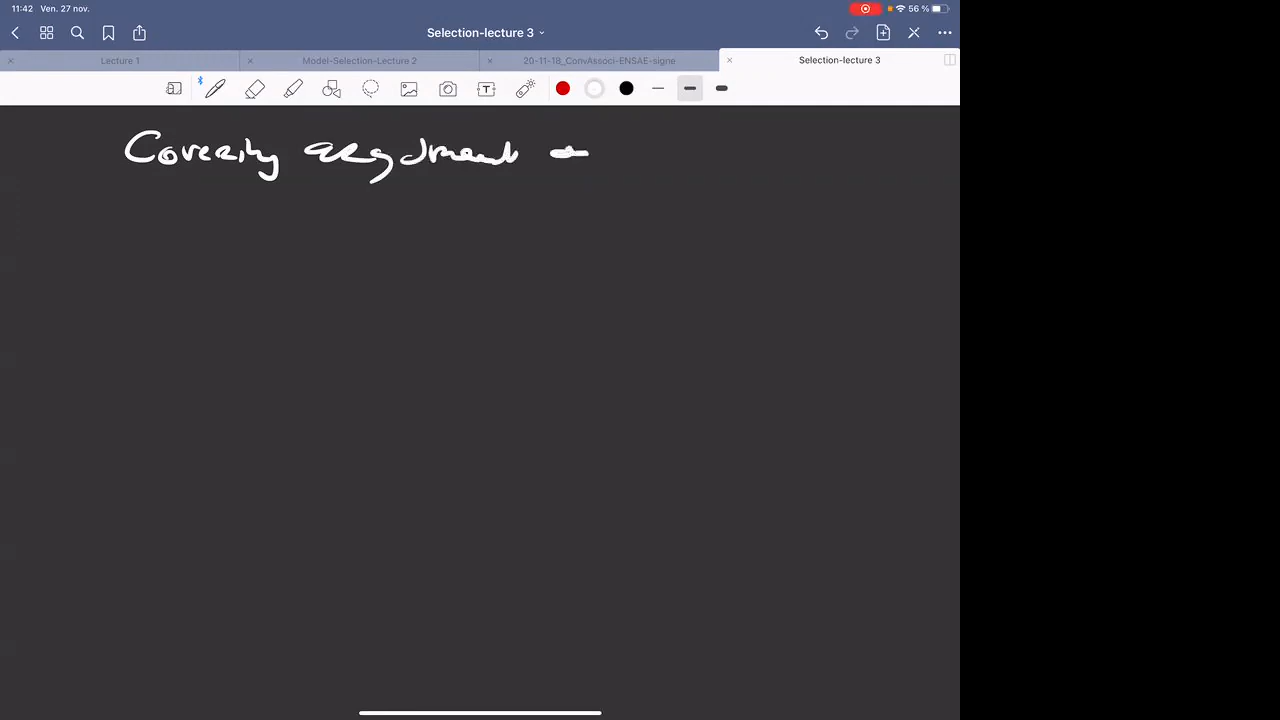 11:42 Ven. 27 nov. 56 %
Selection-lecture 3
Lecture 1 Model-Selection-Lecture 2 20-11-18_ConvAssoci-ENSAE-signe Selection-lecture 3
T
Covering argument -